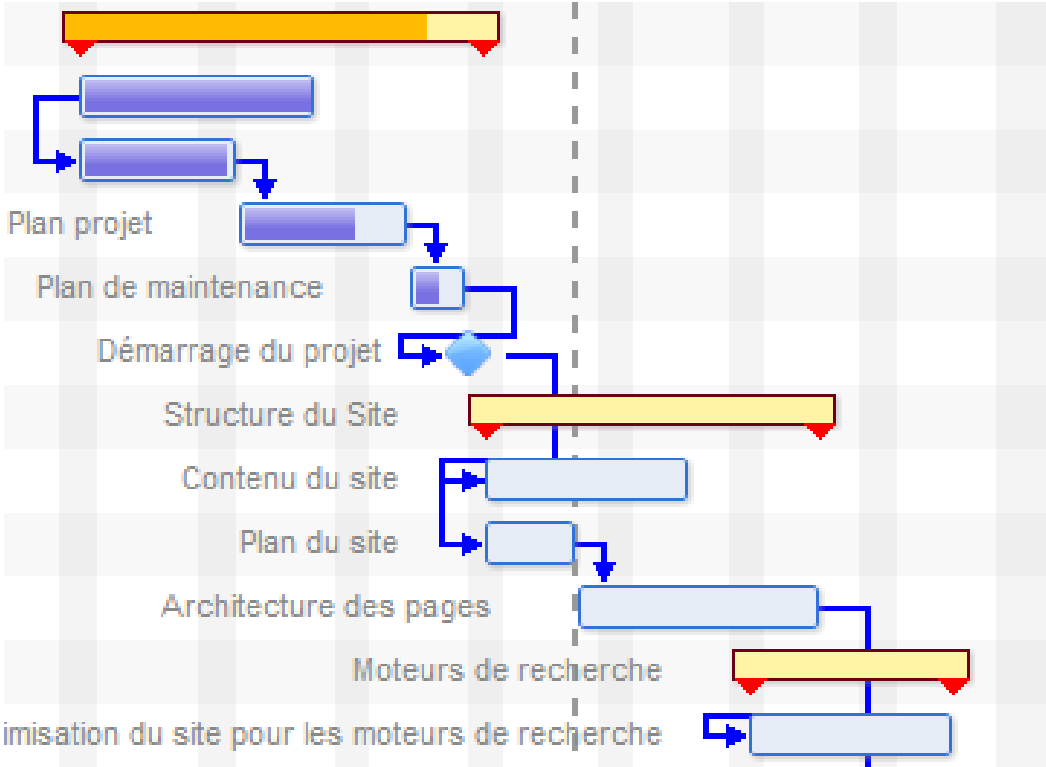 Plan projet
Plan de maintenance
Démarrage du projet
Structure du Site
Contenu du site
Plan du site
Architecture des pages
Moteurs de recherche
imisation du site pour les moteurs de recherche